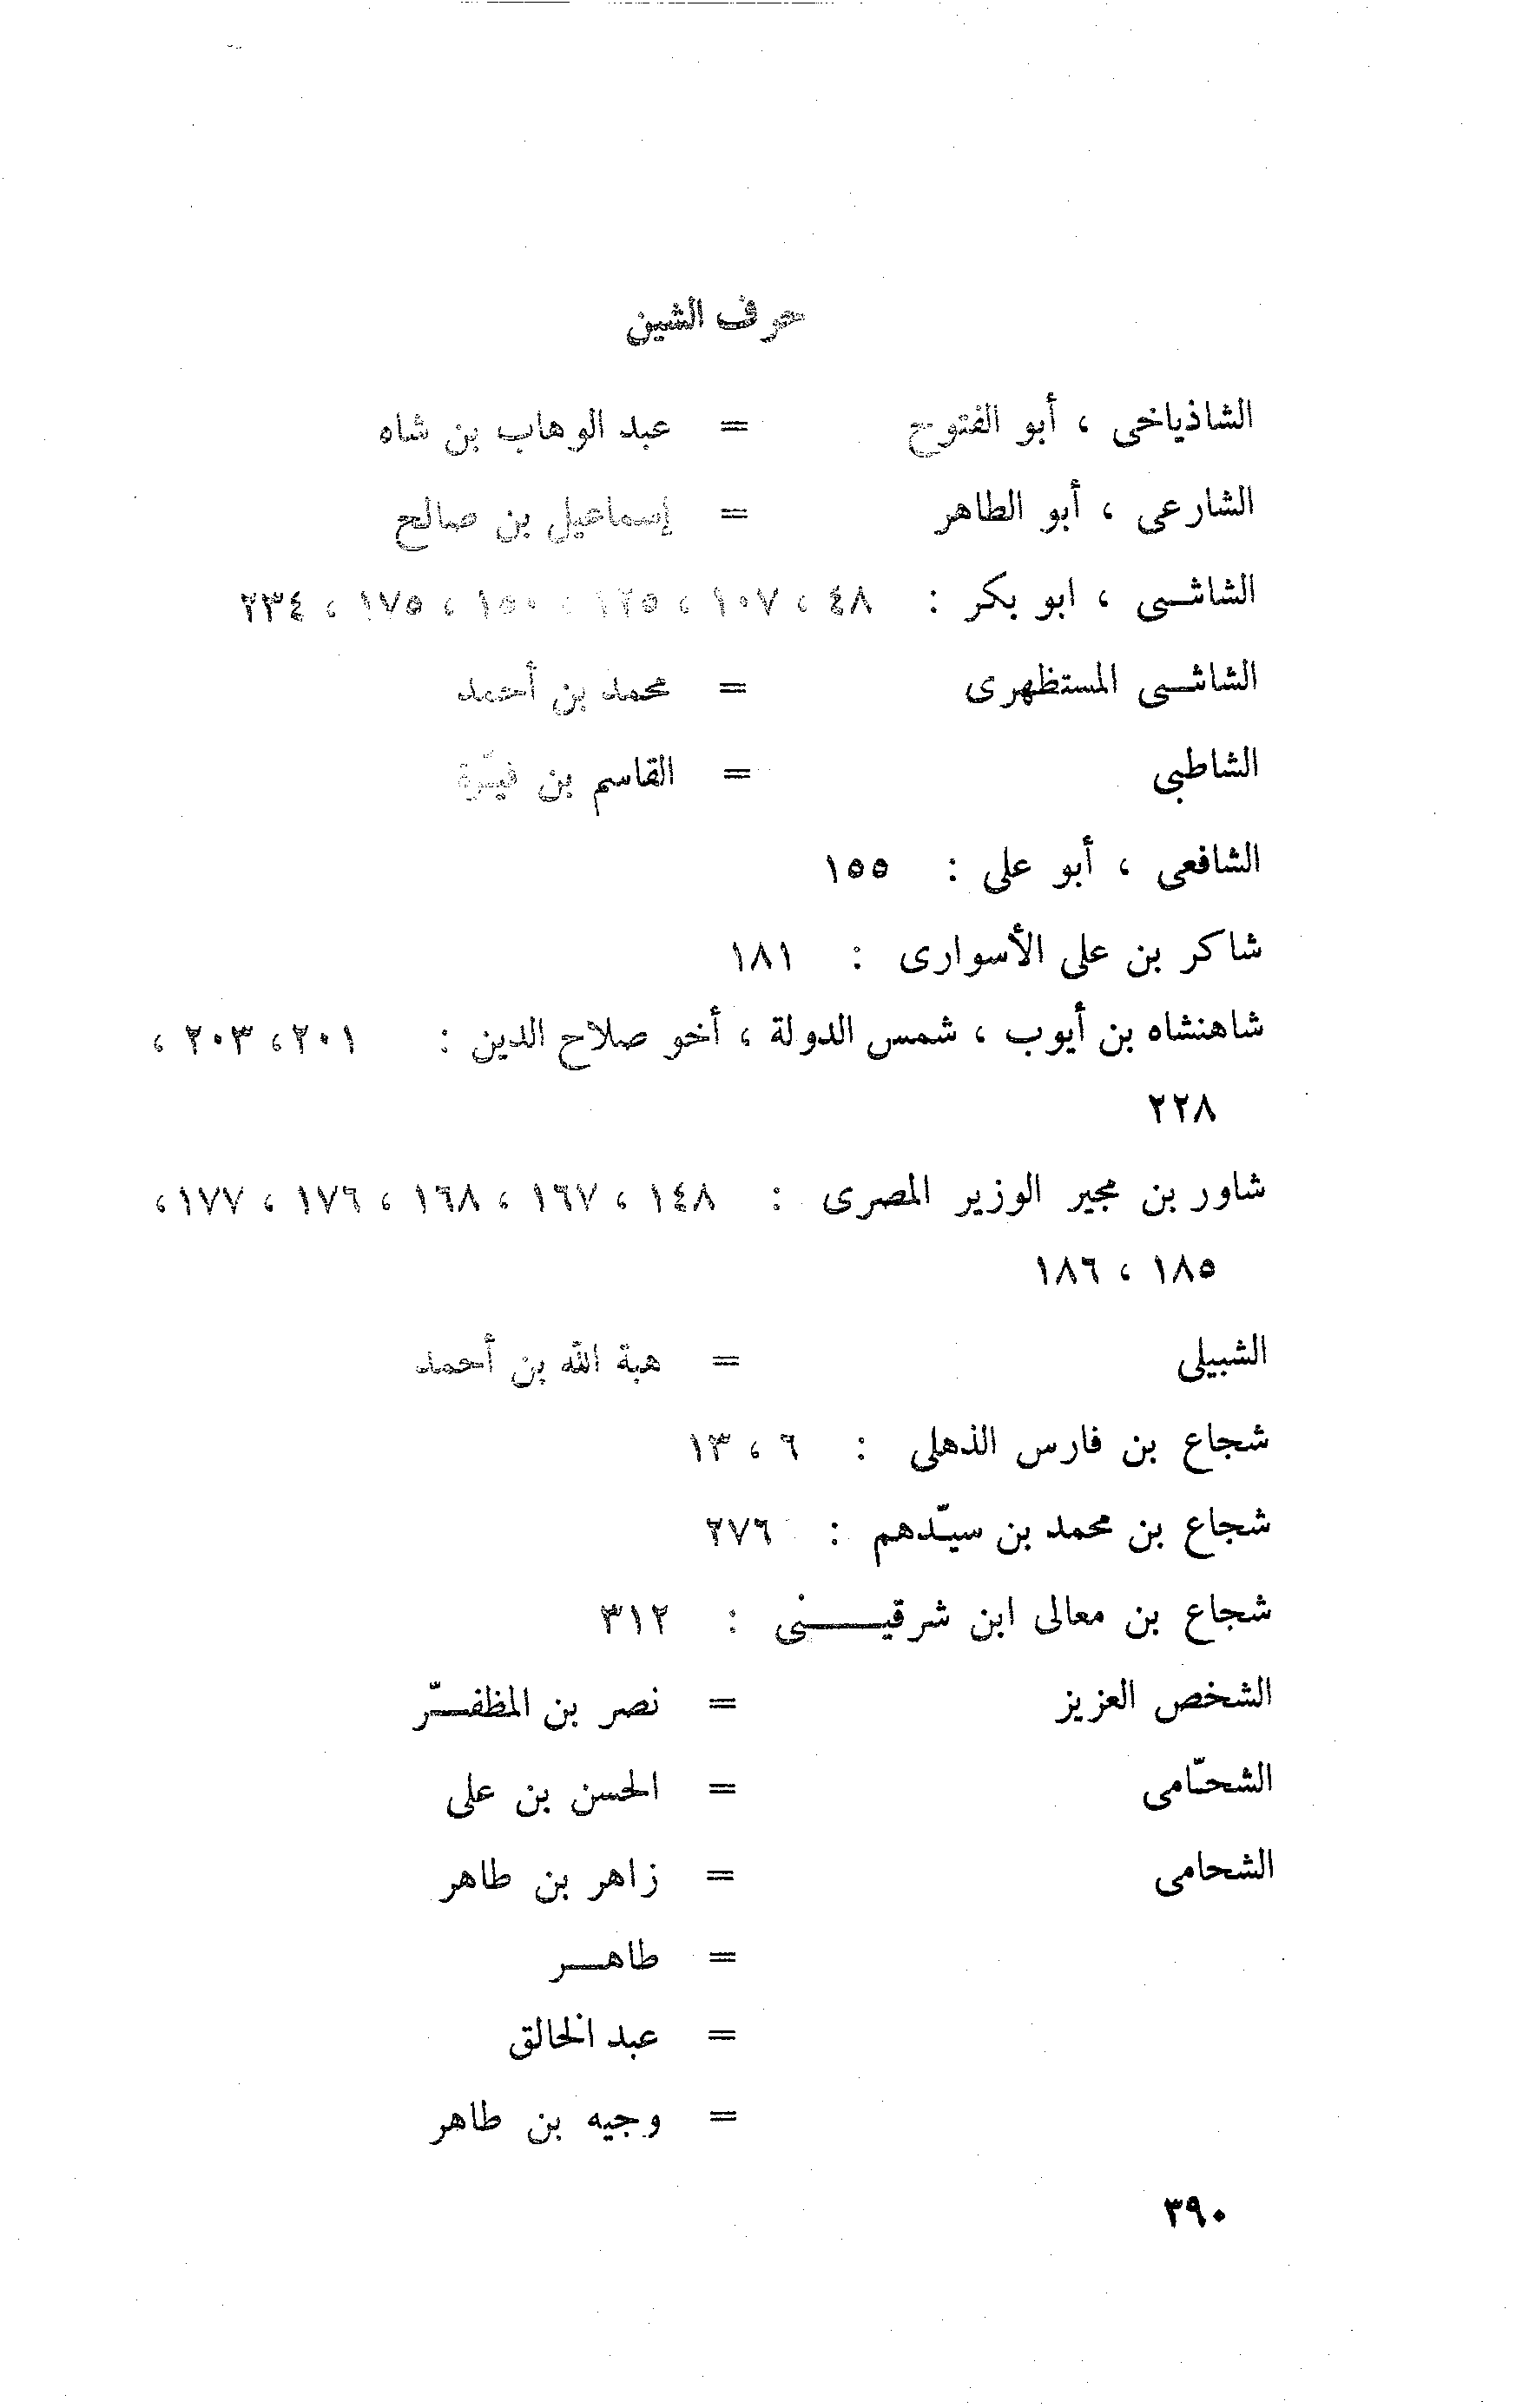 حرف الشين
الشاذياخى ، أبو الفتوح = عبد الوهاب بن شاه
الشارعى ، أبو الطاهر = إسماعيل بن صالح
الشاشى ، ابو بكر : ٤٨ ، ١٠٧ ، ١٢٥ ، ١٥٠ ، ١٧٥ ، ٢٣٤
الشاشى المستظهرى = محمد بن أحمد
الشاطبى = القاسم بن فيّرة
الشافعى ، أبو على : ١٥٥
شاكر بن على الأسوارى : ١٨١
شاهنشاه بن أيوب ، شمس الدولة ، أخو صلاح الدين : ٢٠١ ، ٢٠٣ ،
٢٢٨
شاور بن مجير الوزير المصرى : ١٤٨ ، ١٦٧ ، ١٦٨ ، ١٧٦ ، ١٧٧ ،
١٨٥ ، ١٨٦
الشبيلى = هبة الله بن أحمد
شجاع بن فارس الذهلى : ٦ ، ١٣
شجاع بن محمد بن سيّدهم : ٢٧٦
شجاع بن معالى ابن شرقينى : ٣١٢
الشخص العزيز = نصر بن المظفّر
الشحّامى = الحسن بن على
الشحامى = زاهر بن طاهر
= طاهر
= عبد الخالق
= وجيه بن طاهر
٣٩٠